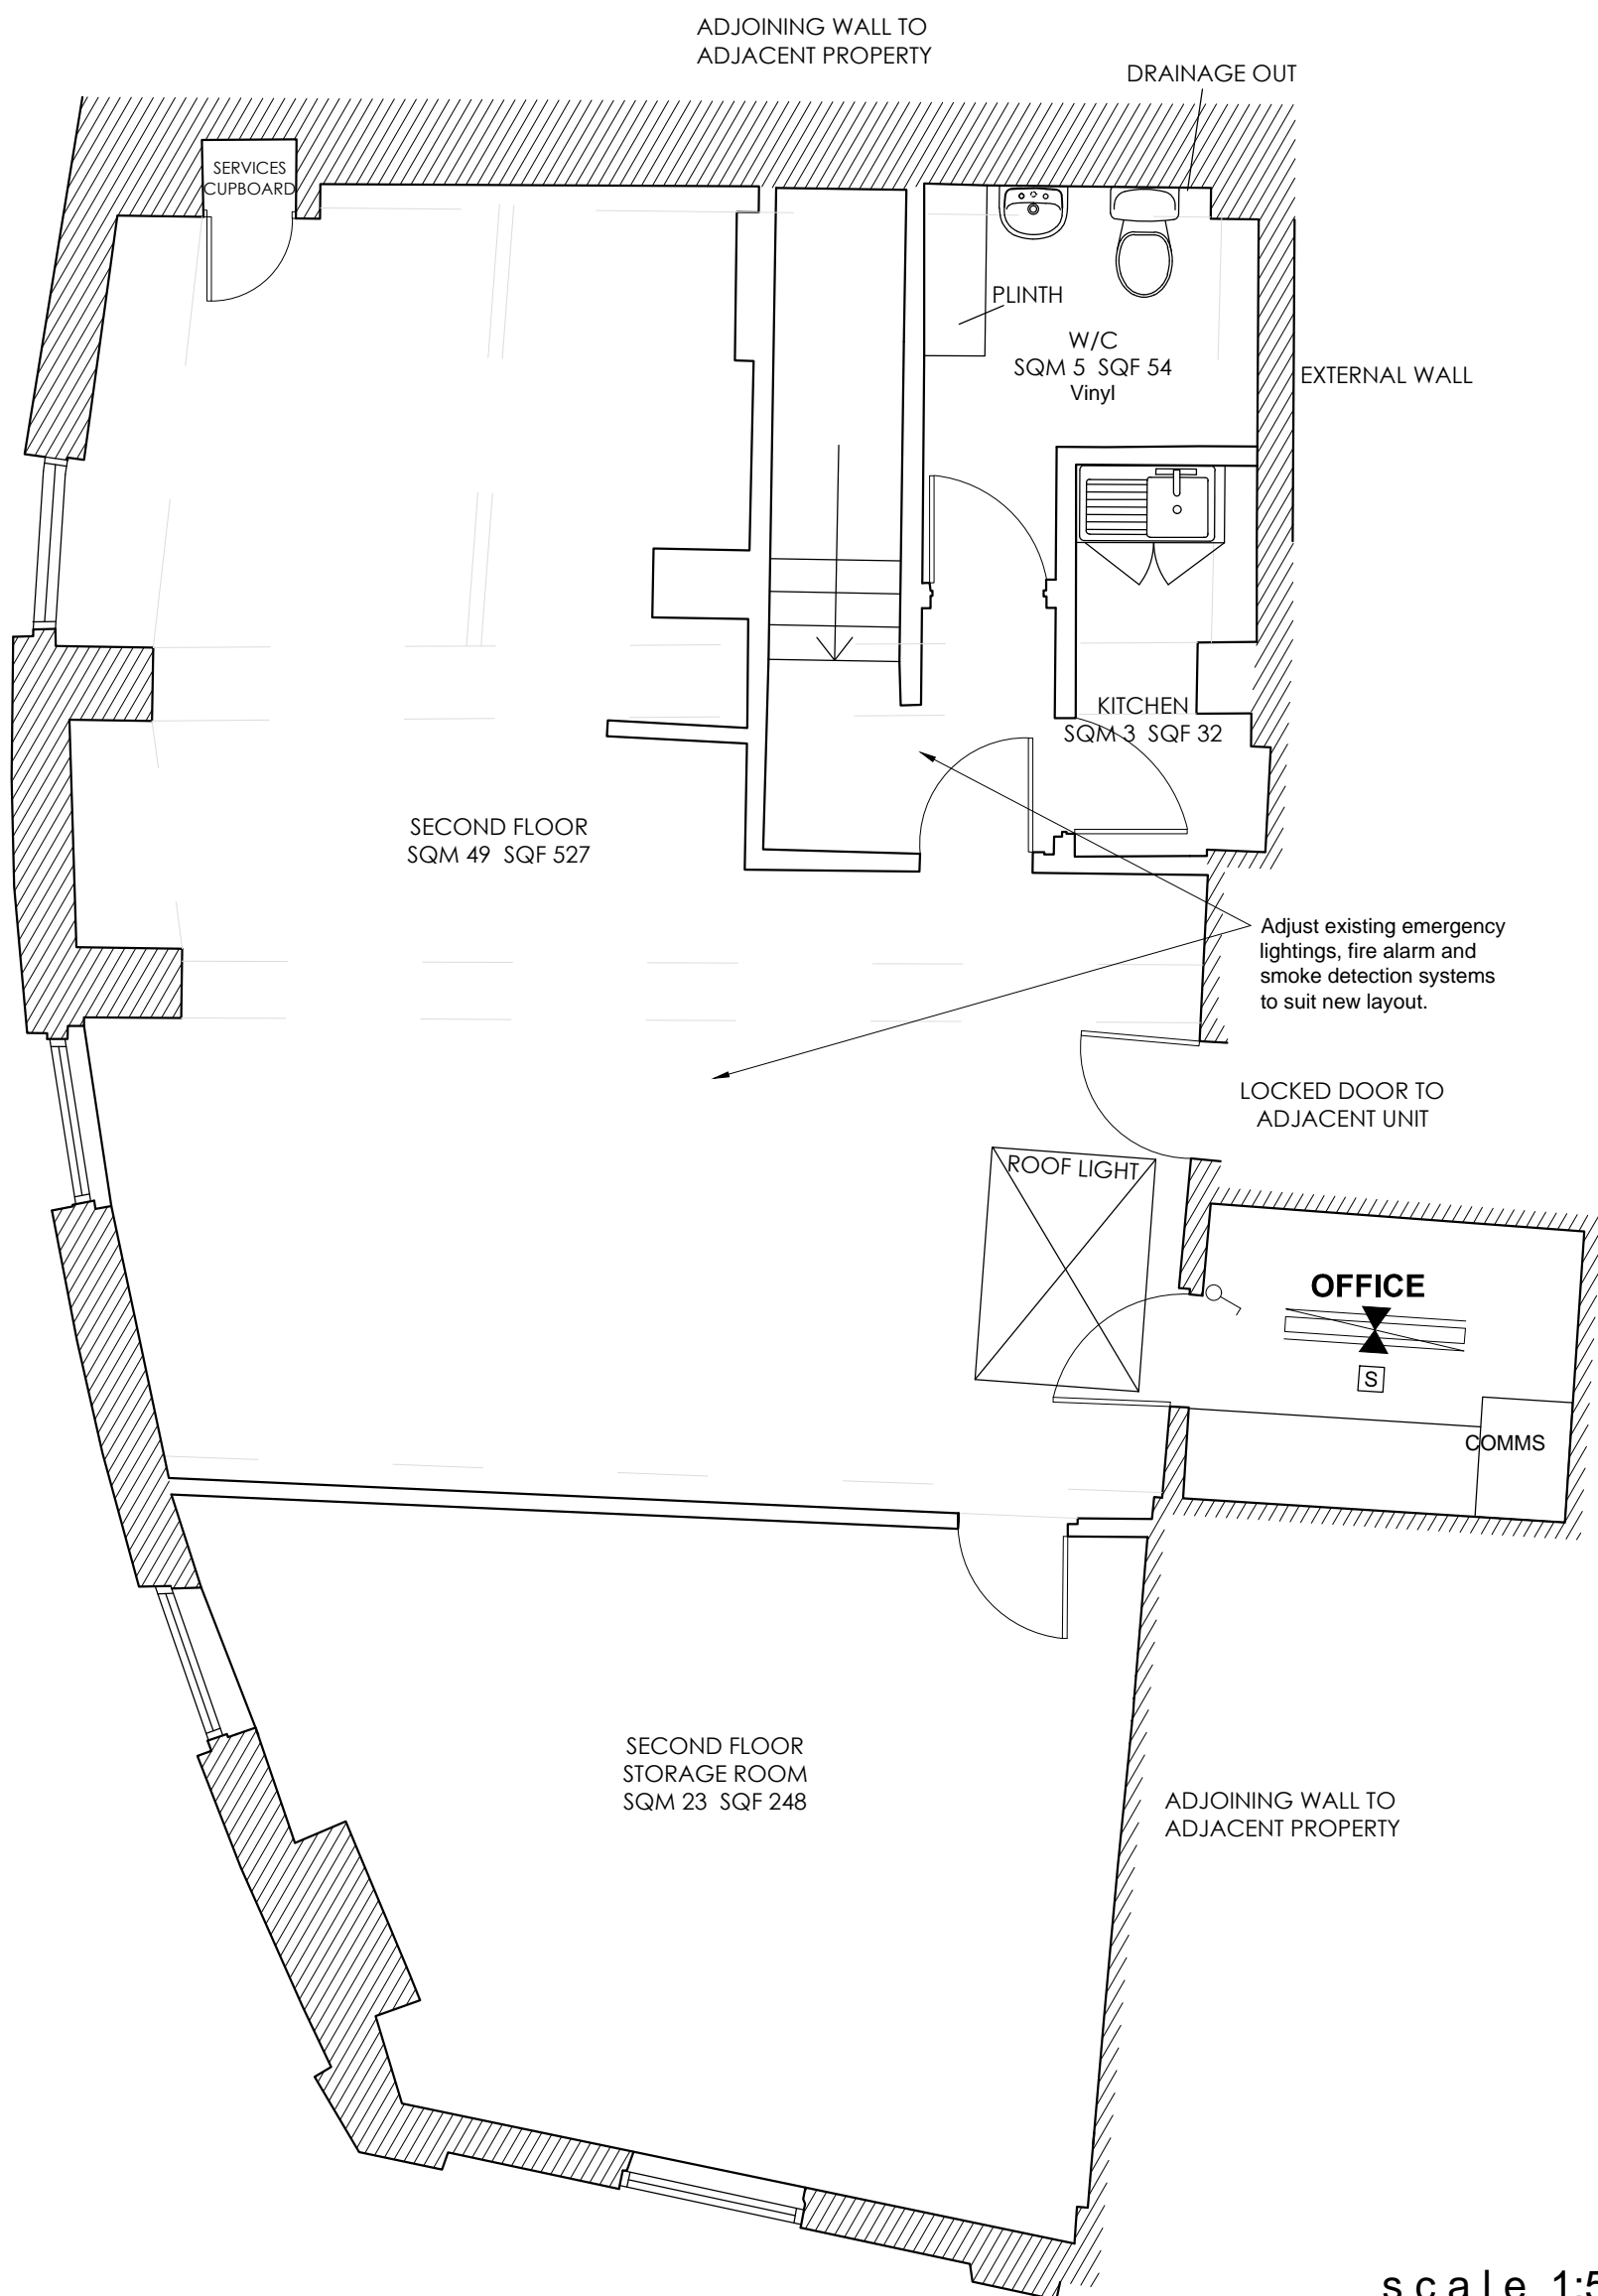 ADJOINING WALL TO
ADJACENT PROPERTY
DRAINAGE OUT
SERVICES
CUPBOARD
PLINTH
W/C
SQM 5 SQF 54
Vinyl
EXTERNAL WALL
KITCHEN
SQM 3 SQF 32
SECOND FLOOR
SQM 49 SQF 527
Adjust existing emergency
lightings, fire alarm and
smoke detection systems
to suit new layout.
LOCKED DOOR TO
ADJACENT UNIT
ROOF LIGHT
OFFICE
S
COMMS
SECOND FLOOR
STORAGE ROOM
SQM 23 SQF 248
ADJOINING WALL TO
ADJACENT PROPERTY
scale